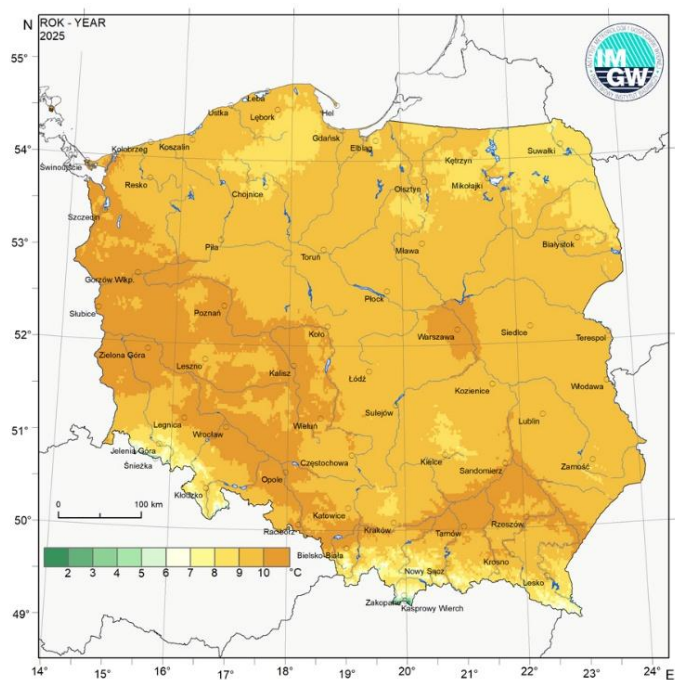 N
ROK - YEAR
2025
IMGW
55°
Łeba
Ustka
Lębork
Hel
Gdańsk
54°
Kołobrzeg
Koszalin
Elbląg
Kętrzyn
Suwałki
Świnoujście
Resko
Chojnice
Olsztyn
Mikołajki
Szczecin
53°
Piła
Toruń
Mława
Białystok
Gorzów Wlkp.
Płock
Słubice
Poznań
52°
Koło
Warszawa
Siedlce
Terespol
Zielona Góra
Leszno
Kalisz
Łódź
Kozienice
Włodawa
51°
Legnica
Wrocław
Wieluń
Sulejów
Lublin
Jelenia Góra
Śnieżka
Częstochowa
Kielce
Sandomierz
Zamość
Kłodzko
Opole
0 100 km
50°
Katowice
Racibórz
Kraków
Tarnów
Rzeszów
Bielsko-Biała
Nowy Sącz
Krosno
Lesko
2 3 4 5 6 7 8 9 10 °C
49°
Zakopane
Kasprowy Wierch
14° 15° 16° 17° 18° 19° 20° 21° 22° 23° 24° E